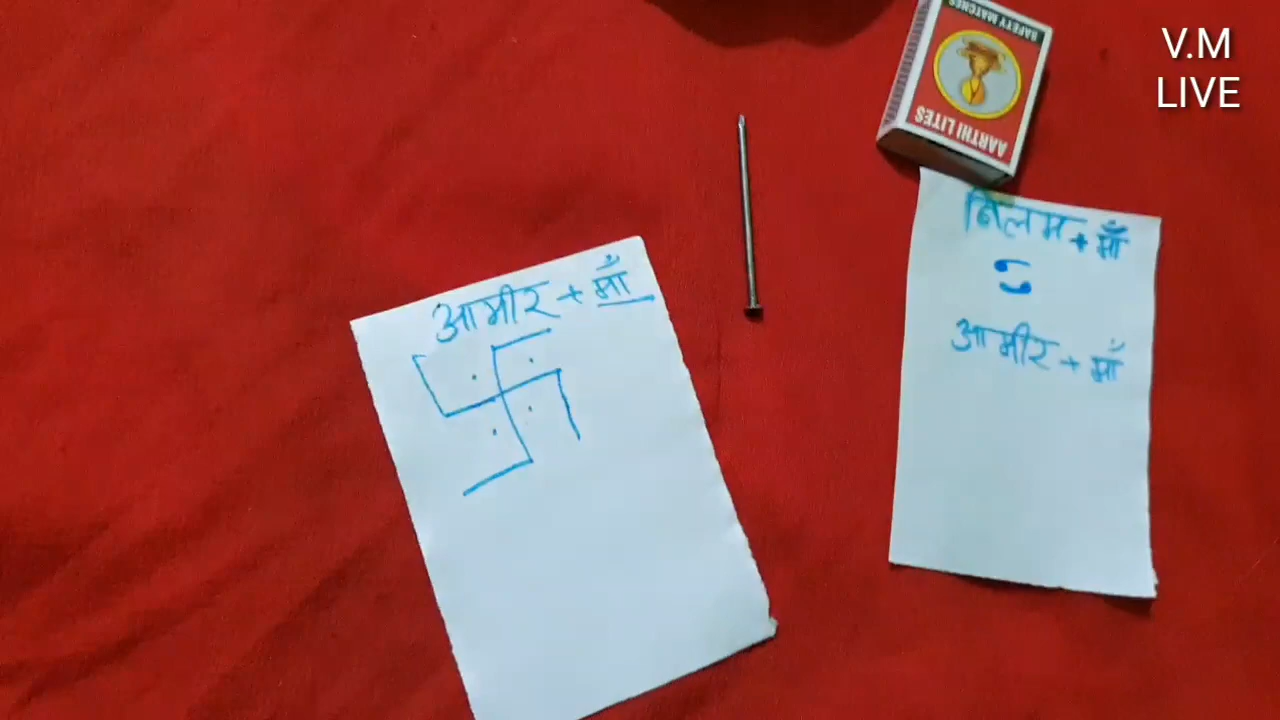 V.M
LIVE
SAFETY MATCHES
AARTHI LITES
निलम + माँ
आमीर + माँ
आमीर + माँ